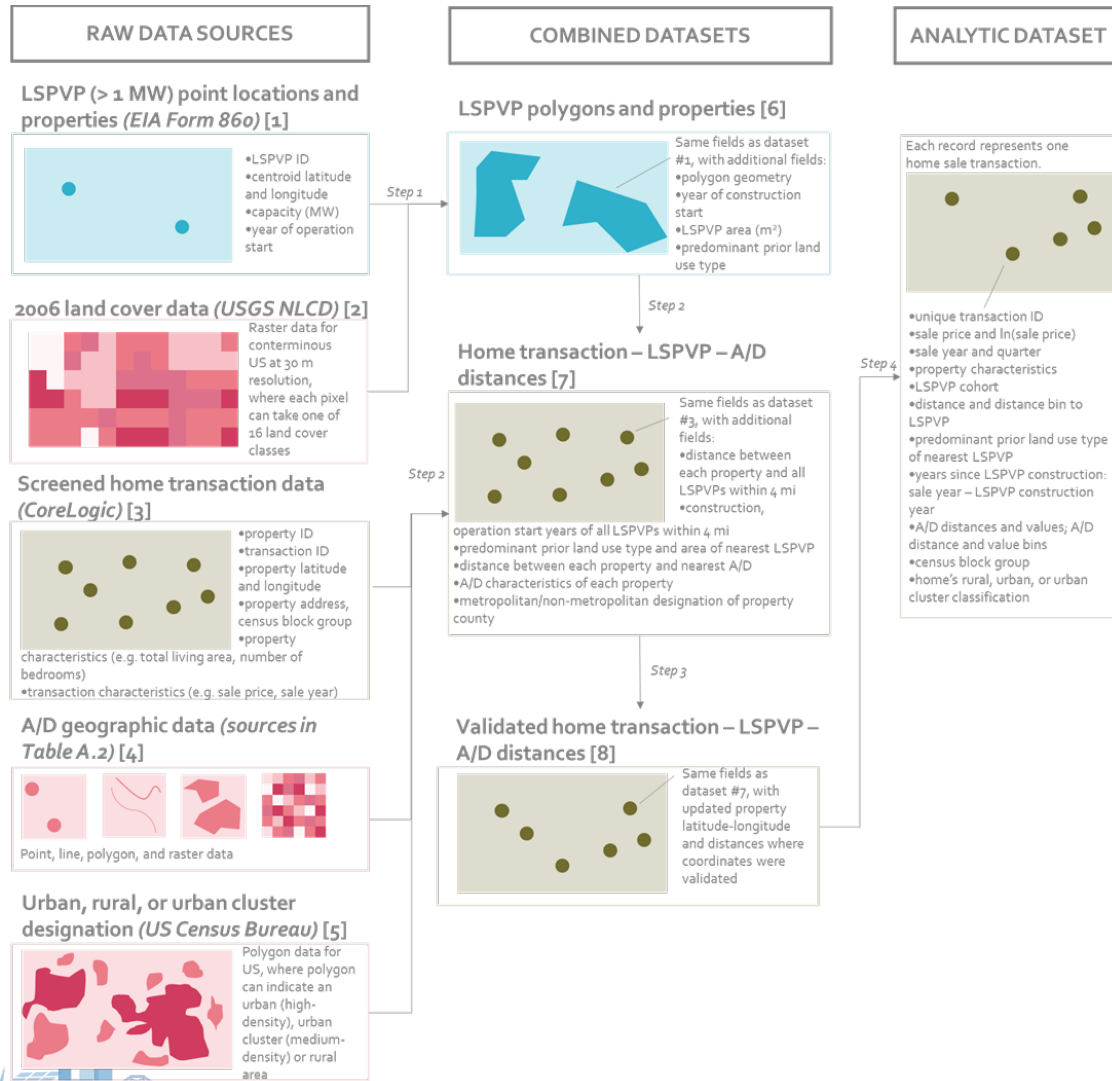 RAW DATA SOURCES
LSPVP (> 1 MW) point locations and
properties (EIA Form 860) [1]
•LSPVP ID
•centroid latitude
and longitude
•capacity (MW)
•year of operation
start
2006 land cover data (USGS NLCD) [2]
Raster data for
conterminous
US at 30 m
resolution,
where each pixel
can take one of
16 land cover
classes
Screened home transaction data
(CoreLogic) [3]
•property ID
•transaction ID
•property latitude
and longitude
•property address,
census block group
•property
characteristics (e.g. total living area, number of
bedrooms)
•transaction characteristics (e.g. sale price, sale year)
A/D geographic data (sources in
Table A.2) [4]
Point, line, polygon, and raster data
Urban, rural, or urban cluster
designation (US Census Bureau) [5]
Polygon data for
US, where polygon
can indicate an
urban (high-
density), urban
cluster (medium-
density) or rural
area
Step 1
Step 2
COMBINED DATASETS
LSPVP polygons and properties [6]
Same fields as dataset
#1, with additional fields:
•polygon geometry
•year of construction
start
•LSPVP area (m²)
•predominant prior land
use type
Step 2
Home transaction – LSPVP – A/D
distances [7]
Same fields as dataset
#3, with additional
fields:
•distance between
each property and all
LSPVPs within 4 mi
•construction,
operation start years of all LSPVPs within 4 mi
•predominant prior land use type and area of nearest LSPVP
•distance between each property and nearest A/D
•A/D characteristics of each property
•metropolitan/non-metropolitan designation of property
county
Step 3
Validated home transaction – LSPVP –
A/D distances [8]
Same fields as
dataset #7, with
updated property
latitude-longitude
and distances where
coordinates were
validated
Step 4
ANALYTIC DATASET
Each record represents one
home sale transaction.
•unique transaction ID
•sale price and ln(sale price)
•sale year and quarter
•property characteristics
•LSPVP cohort
•distance and distance bin to
LSPVP
•predominant prior land use type
of nearest LSPVP
•years since LSPVP construction:
sale year – LSPVP construction
year
•A/D distances and values; A/D
distance and value bins
•census block group
•home's rural, urban, or urban
cluster classification